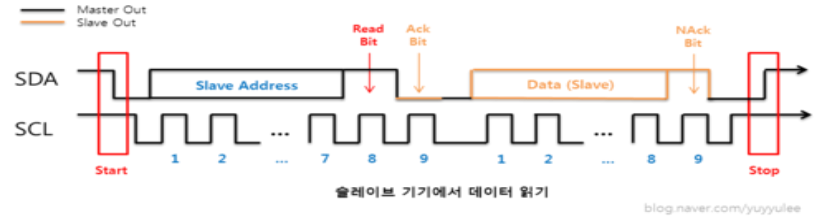 Master Out
Slave Out
Read Bit
Ack Bit
NAck Bit
SDA
Slave Address
Data (Slave)
SCL
...
...
Start
1 2 ... 7 8 9 1 2 ... 8 9
Stop
슬레이브 기기에서 데이터 읽기
blog.naver.com/yuyyulee